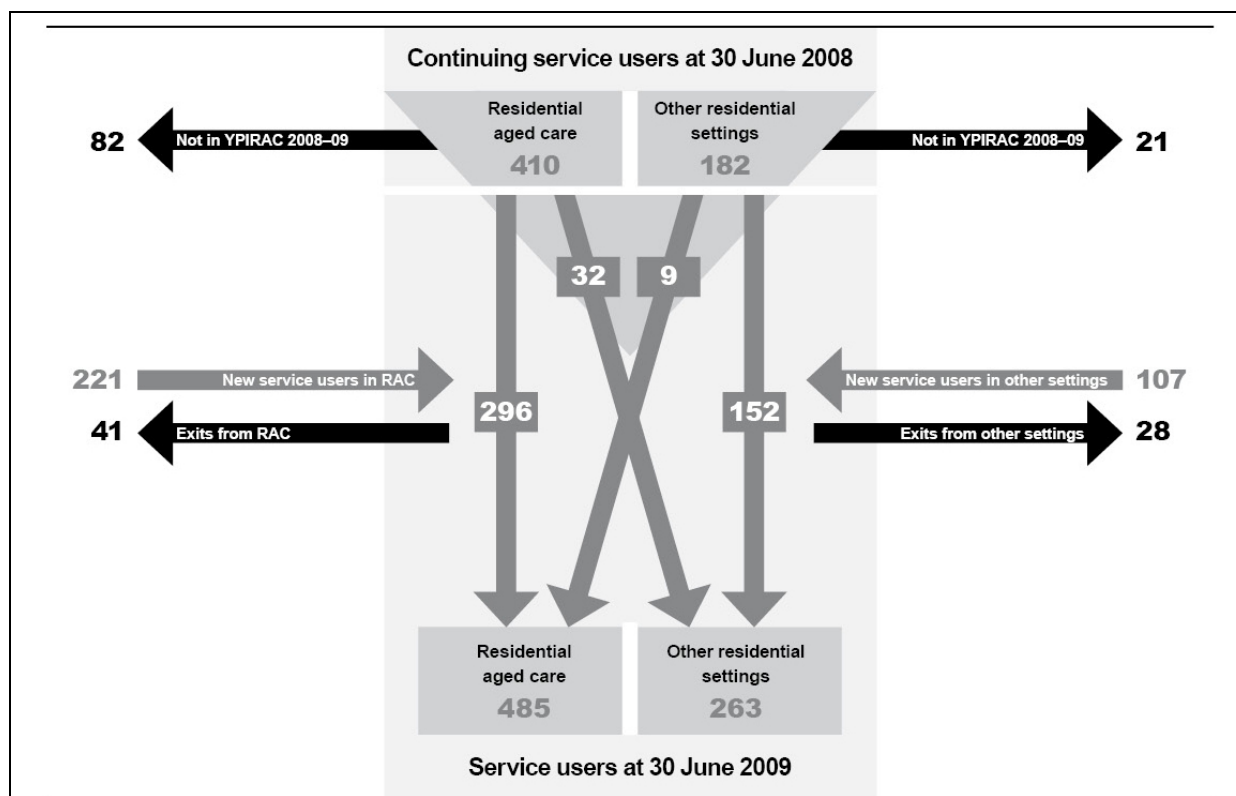 Continuing service users at 30 June 2008
Residential
aged care
410
Other residential
settings
182
82
Not in YPIRAC 2008–09
Not in YPIRAC 2008–09
21
32
9
221
New service users in RAC
New service users in other settings
107
296
152
41
Exits from RAC
Exits from other settings
28
Residential
aged care
485
Other residential
settings
263
Service users at 30 June 2009